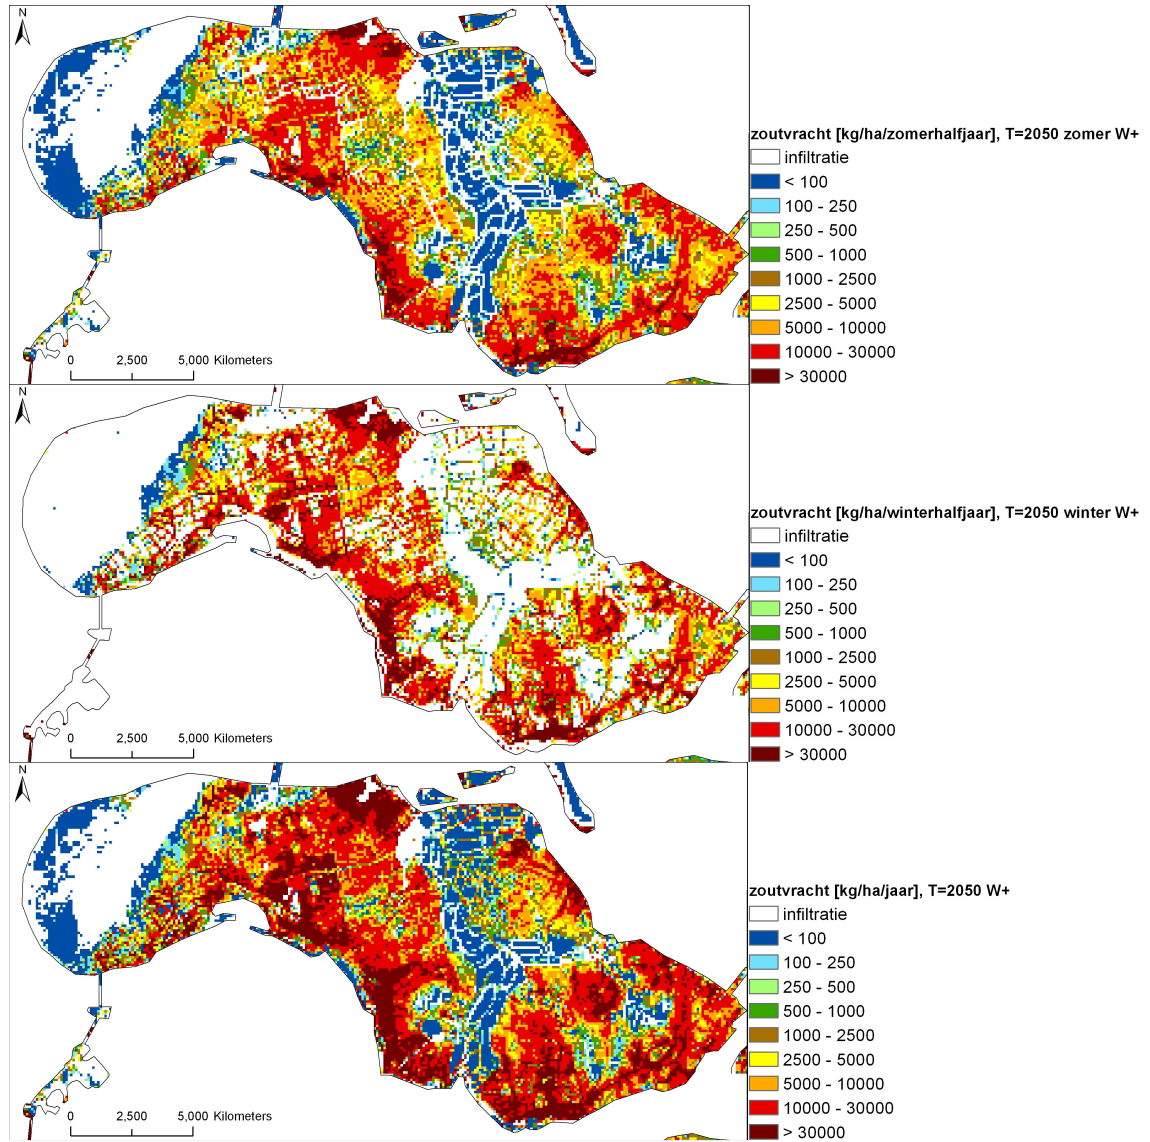 N
zoutvracht [kg/ha/zomerhalfjaar], T=2050 zomer W+
infiltratie
< 100
100 - 250
250 - 500
500 - 1000
1000 - 2500
2500 - 5000
5000 - 10000
10000 - 30000
> 30000
0 2,500 5,000 Kilometers
N
zoutvracht [kg/ha/winterhalfjaar], T=2050 winter W+
infiltratie
< 100
100 - 250
250 - 500
500 - 1000
1000 - 2500
2500 - 5000
5000 - 10000
10000 - 30000
> 30000
0 2,500 5,000 Kilometers
N
zoutvracht [kg/ha/jaar], T=2050 W+
infiltratie
< 100
100 - 250
250 - 500
500 - 1000
1000 - 2500
2500 - 5000
5000 - 10000
10000 - 30000
> 30000
0 2,500 5,000 Kilometers